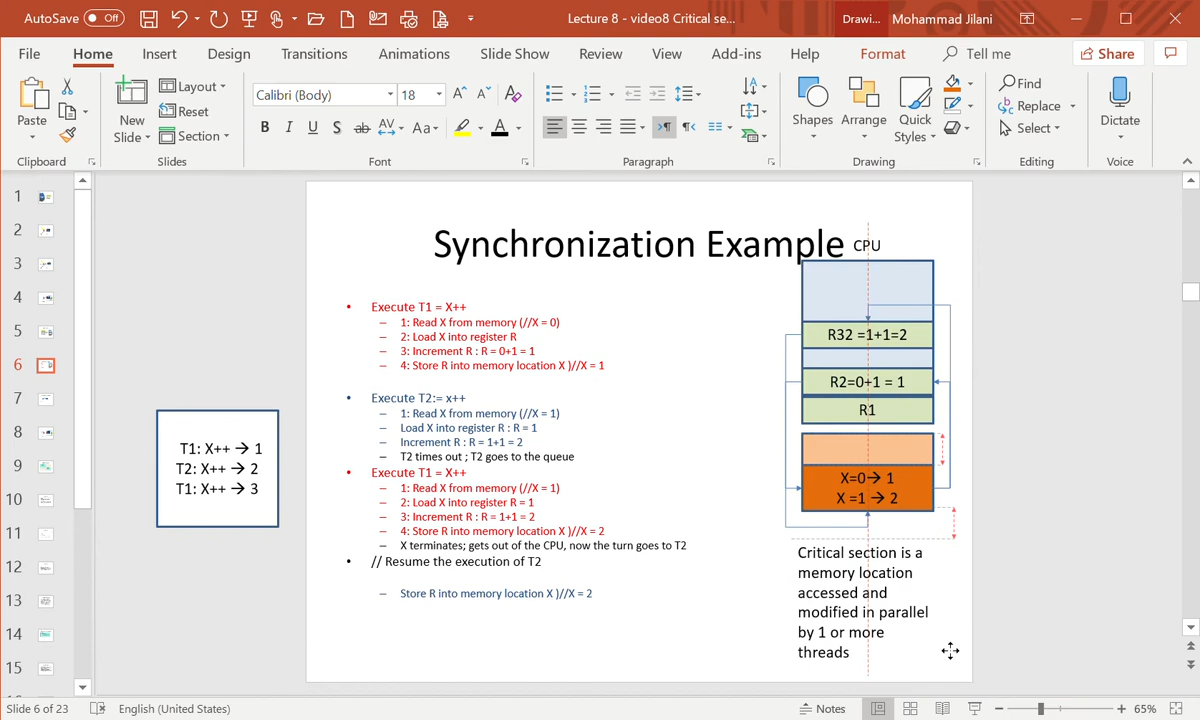 AutoSave Off
Lecture 8 - video8 Critical se...
Drawi...
Mohammad Jilani
File Home Insert Design Transitions Animations Slide Show Review View Add-ins Help Format Tell me Share
Paste
New
Slide
Layout
Reset
Section
Calibri (Body) 18
B I U S ab AV Aa A
Shapes Arrange Quick
Styles
Find
Replace
Select
Dictate
Clipboard Slides Font Paragraph Drawing Editing Voice
1
2
3
4
5
6
7
8
9
10
11
12
13
14
15
T1: X++ → 1
T2: X++ → 2
T1: X++ → 3
Synchronization Example
• Execute T1 = X++
– 1: Read X from memory (//X = 0)
– 2: Load X into register R
– 3: Increment R : R = 0+1 = 1
– 4: Store R into memory location X )//X = 1
• Execute T2:= x++
– 1: Read X from memory (//X = 1)
– Load X into register R : R = 1
– Increment R : R = 1+1 = 2
– T2 times out ; T2 goes to the queue
• Execute T1 = X++
– 1: Read X from memory (//X = 1)
– 2: Load X into register R = 1
– 3: Increment R : R = 1+1 = 2
– 4: Store R into memory location X )//X = 2
– X terminates; gets out of the CPU, now the turn goes to T2
• // Resume the execution of T2
– Store R into memory location X )//X = 2
CPU
R32 =1+1=2
R2=0+1 = 1
R1
X=0→ 1
X =1 → 2
Critical section is a
memory location
accessed and
modified in parallel
by 1 or more
threads
Slide 6 of 23
English (United States)
Notes
65%